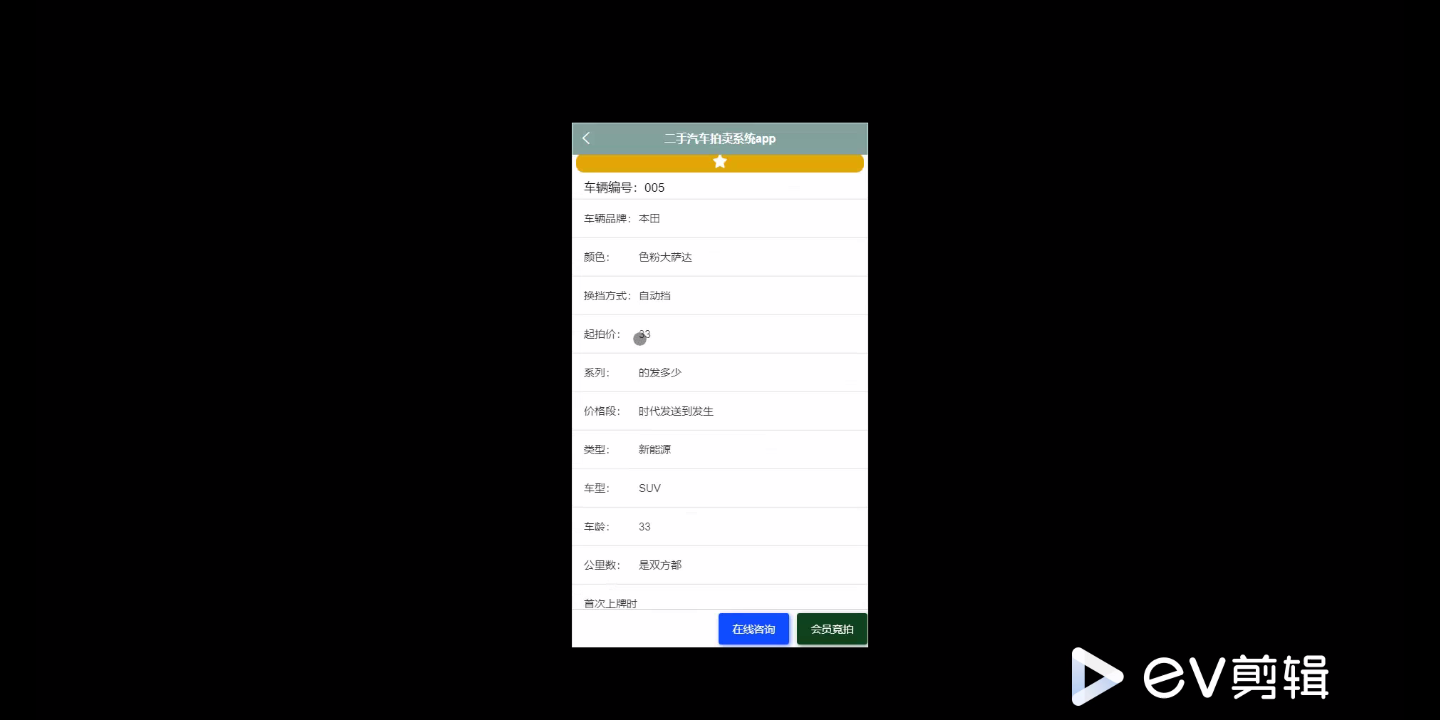 二手汽车拍卖系统app
车辆编号：005
车辆品牌：本田
颜色：色粉大萨达
换挡方式：自动挡
起拍价：33
系列：的发多少
价格段：时代发送到发生
类型：新能源
车型：SUV
车龄：33
公里数：是双方都
首次上牌时
在线咨询 会员竟拍
ev剪辑